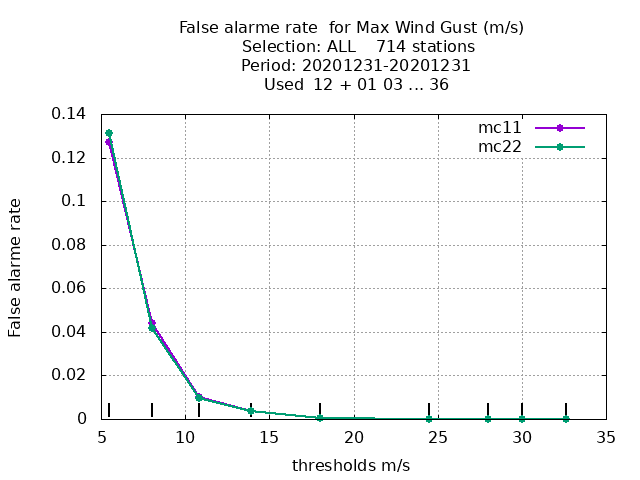 False alarme rate  for Max Wind Gust (m/s)
Selection: ALL    714 stations
Period: 20201231-20201231
Used  12 + 01 03 ... 36
mc11
mc22
0.14
0.12
0.1
0.08
0.06
0.04
0.02
0
False alarme rate
5
10
15
20
25
30
35
thresholds m/s